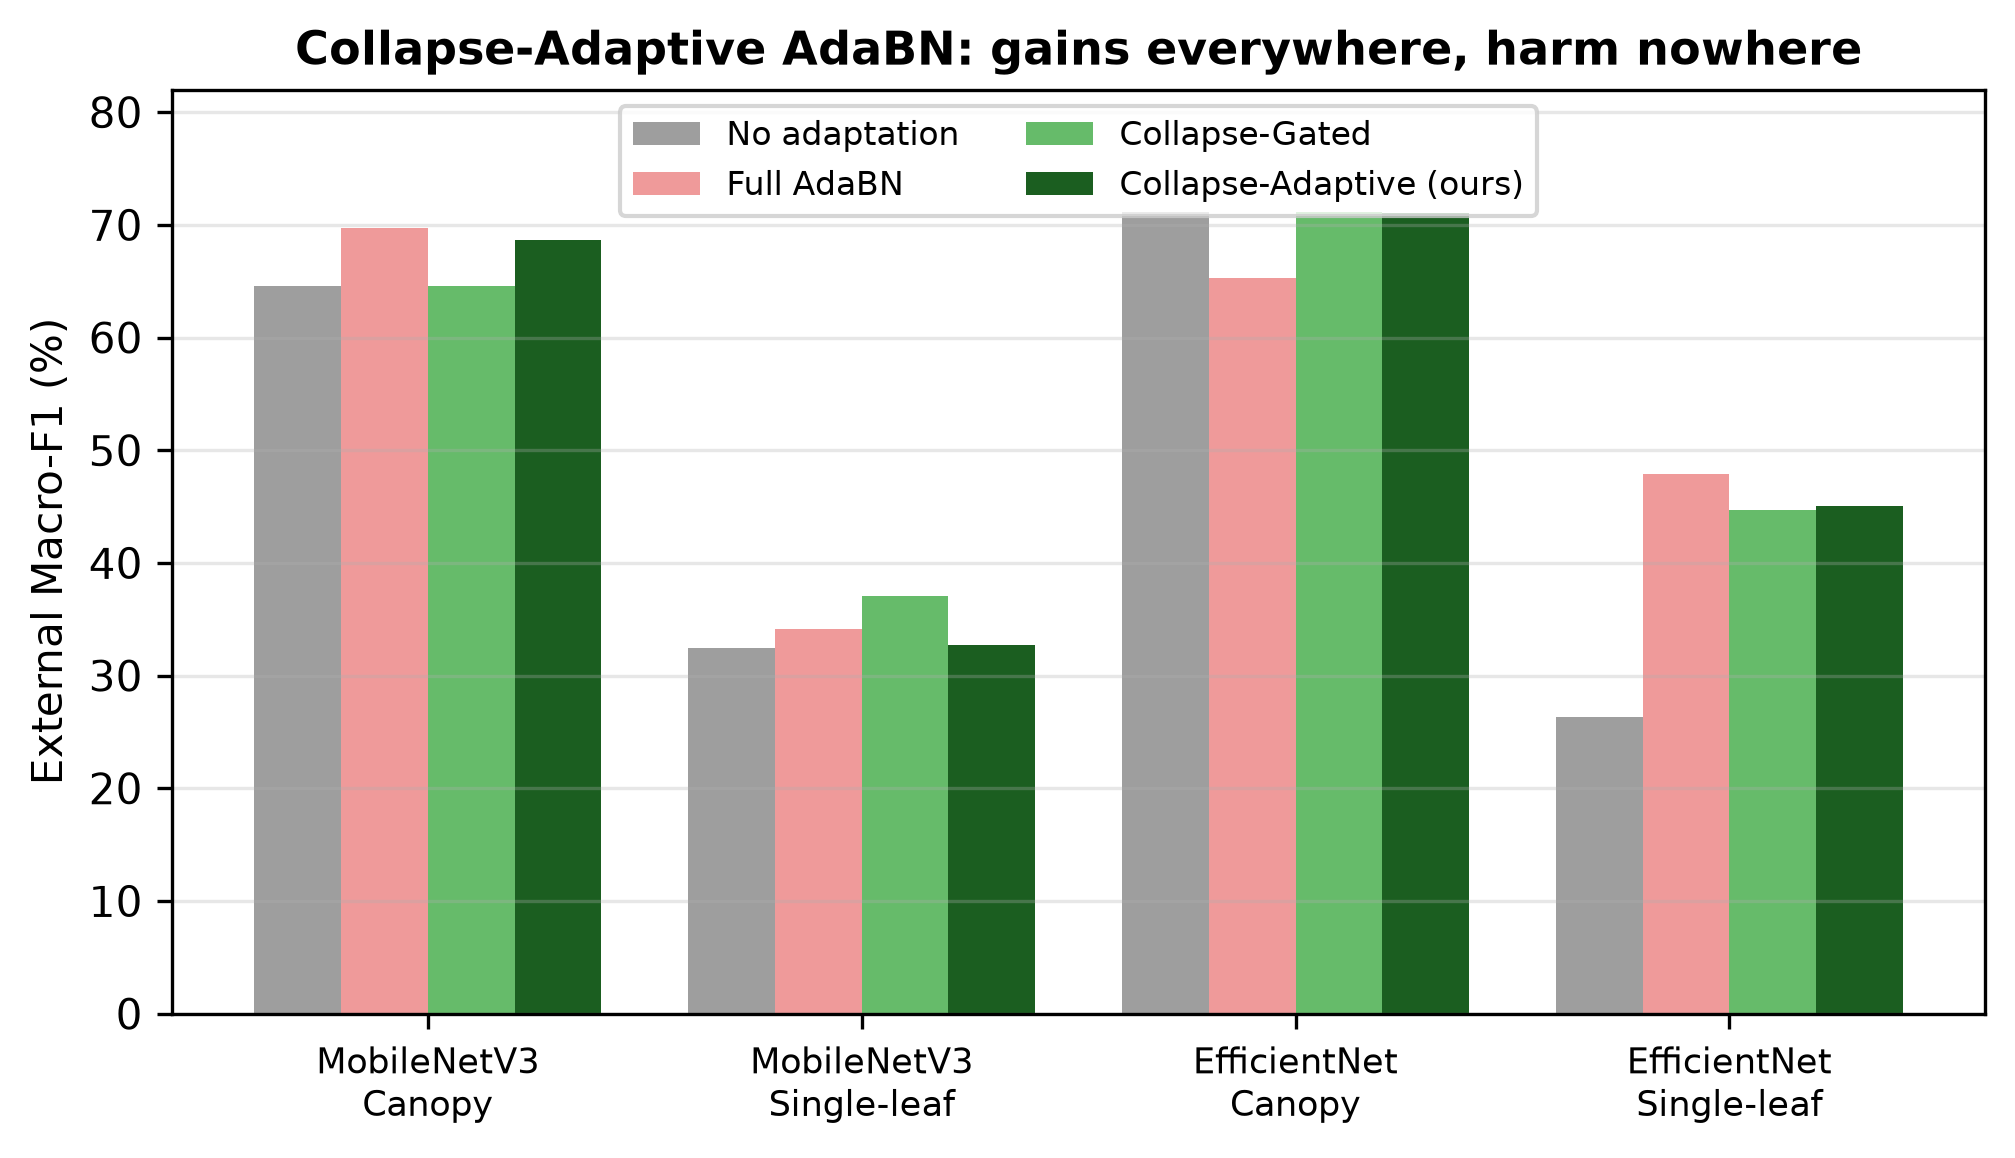 Collapse-Adaptive AdaBN: gains everywhere, harm nowhere
External Macro-F1 (%)
80
70
60
50
40
30
20
10
0
No adaptation
Full AdaBN
Collapse-Gated
Collapse-Adaptive (ours)
MobileNetV3
Canopy
MobileNetV3
Single-leaf
EfficientNet
Canopy
EfficientNet
Single-leaf